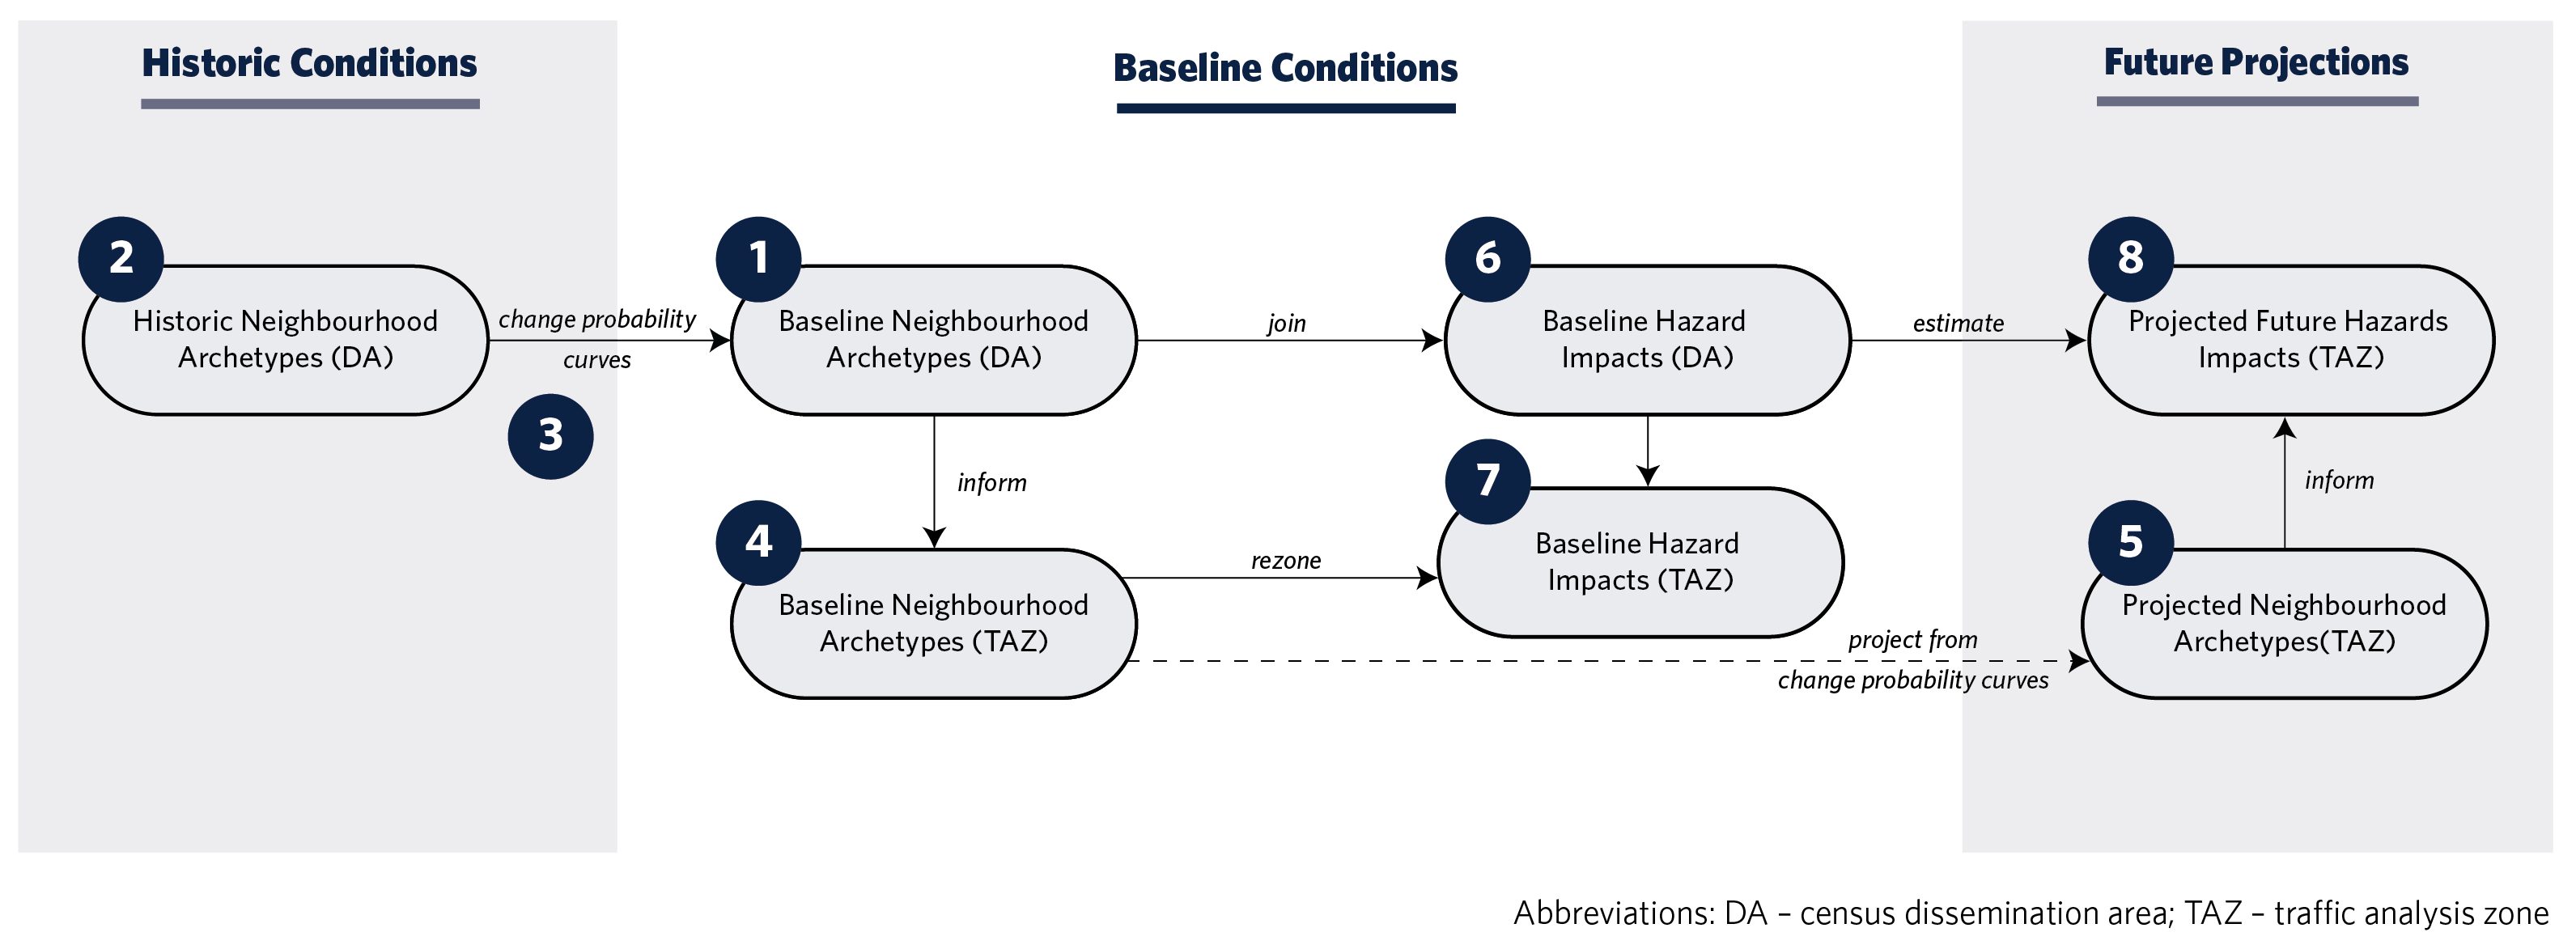 Historic Conditions
Baseline Conditions
Future Projections
2
Historic Neighbourhood
Archetypes (DA)
change probability
curves
3
1
Baseline Neighbourhood
Archetypes (DA)
join
6
Baseline Hazard
Impacts (DA)
estimate
8
Projected Future Hazards
Impacts (TAZ)
inform
4
Baseline Neighbourhood
Archetypes (TAZ)
rezone
7
Baseline Hazard
Impacts (TAZ)
inform
5
Projected Neighbourhood
Archetypes(TAZ)
project from
change probability curves
Abbreviations: DA – census dissemination area; TAZ – traffic analysis zone